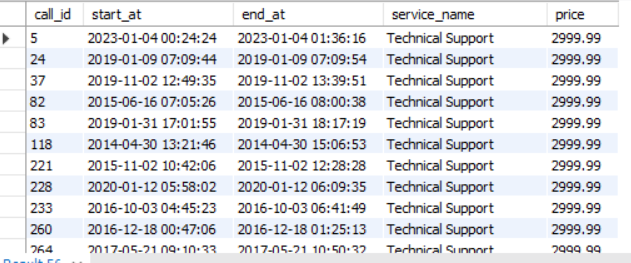 call_id start_at end_at service_name price
5 2023-01-04 00:24:24 2023-01-04 01:36:16 Technical Support 2999.99
24 2019-01-09 07:09:44 2019-01-09 07:09:54 Technical Support 2999.99
37 2019-11-02 12:49:35 2019-11-02 13:39:51 Technical Support 2999.99
82 2015-06-16 07:05:26 2015-06-16 08:00:38 Technical Support 2999.99
83 2019-01-31 17:01:55 2019-01-31 18:17:19 Technical Support 2999.99
118 2014-04-30 13:21:46 2014-04-30 15:06:53 Technical Support 2999.99
221 2015-11-02 10:42:06 2015-11-02 12:28:28 Technical Support 2999.99
228 2020-01-12 05:58:02 2020-01-12 06:09:35 Technical Support 2999.99
233 2016-10-03 04:45:23 2016-10-03 06:41:49 Technical Support 2999.99
260 2016-12-18 00:47:06 2016-12-18 01:25:13 Technical Support 2999.99
264 2017-05-21 09:10:33 2017-05-21 10:50:32 Technical Support 2999.99
Result 56